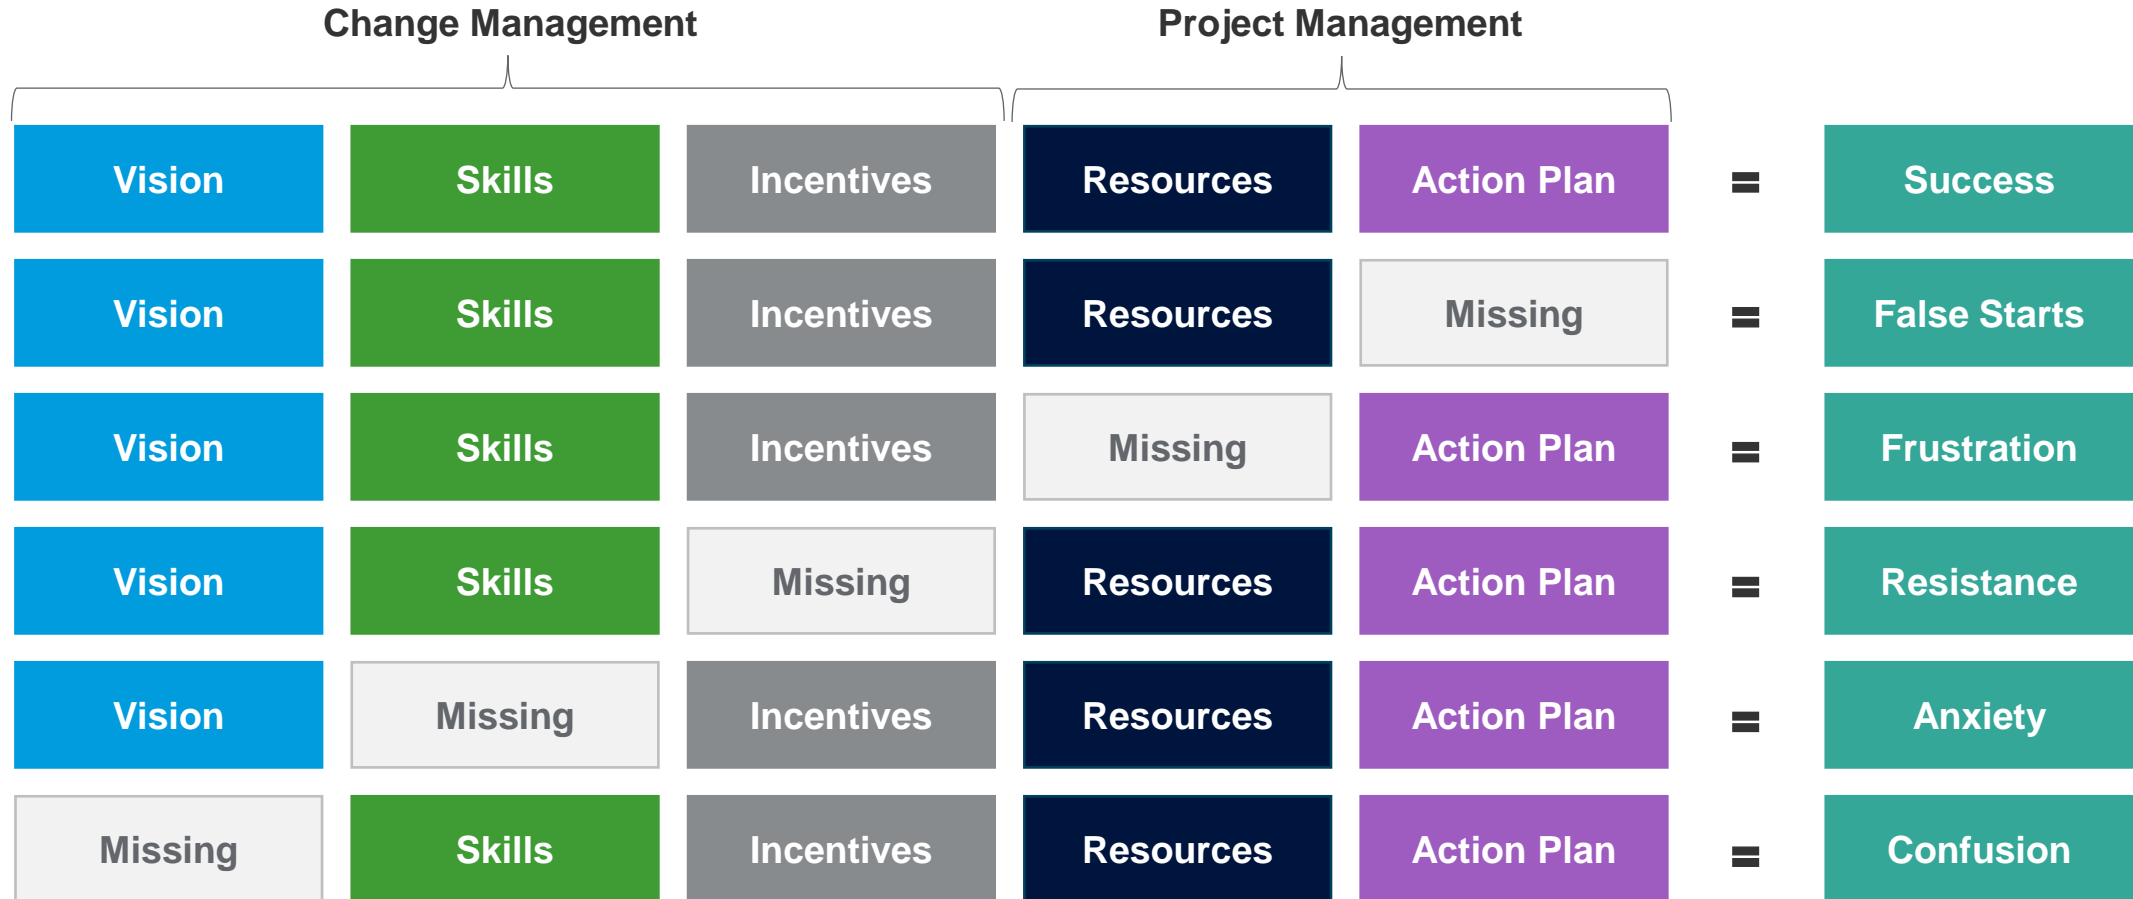 Change Management Project Management
Vision Skills Incentives Resources Action Plan = Success
Vision Skills Incentives Resources Missing = False Starts
Vision Skills Incentives Missing Action Plan = Frustration
Vision Skills Missing Resources Action Plan = Resistance
Vision Missing Incentives Resources Action Plan = Anxiety
Missing Skills Incentives Resources Action Plan = Confusion